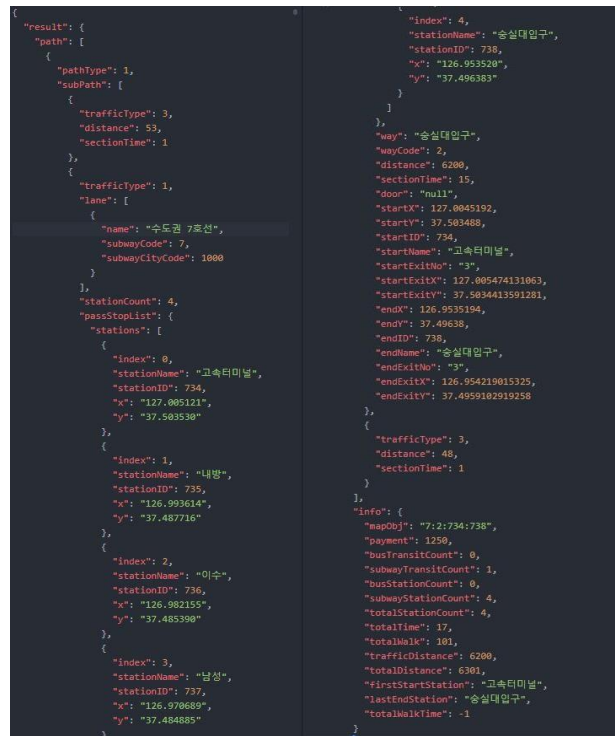 {
"result": {
"path": [
{
"pathType": 1,
"subPath": [
{
"trafficType": 3,
"distance": 53,
"sectionTime": 1
},
{
"trafficType": 1,
"lane": [
{
"name": "수도권 7호선",
"subwayCode": 7,
"subwayCityCode": 1000
}
],
"stationCount": 4,
"passStopList": {
"stations": [
{
"index": 0,
"stationName": "고속터미널",
"stationID": 734,
"x": "127.005121",
"y": "37.503530"
},
{
"index": 1,
"stationName": "내방",
"stationID": 735,
"x": "126.993614",
"y": "37.487716"
},
{
"index": 2,
"stationName": "이수",
"stationID": 736,
"x": "126.982155",
"y": "37.485390"
},
{
"index": 3,
"stationName": "남성",
"stationID": 737,
"x": "126.970689",
"y": "37.484885"
}
{
"index": 4,
"stationName": "숭실대입구",
"stationID": 738,
"x": "126.953520",
"y": "37.496383"
}
]
},
"way": "숭실대입구",
"wayCode": 2,
"distance": 6200,
"sectionTime": 15,
"door": "null",
"startX": 127.0045192,
"startY": 37.503488,
"startID": 734,
"startName": "고속터미널",
"startExitNo": "3",
"startExitX": 127.005474131063,
"startExitY": 37.5034413591281,
"endX": 126.9535194,
"endY": 37.49638,
"endID": 738,
"endName": "숭실대입구",
"endExitNo": "3",
"endExitX": 126.954219015325,
"endExitY": 37.4959102919258
},
{
"trafficType": 3,
"distance": 48,
"sectionTime": 1
}
],
"info": {
"mapObj": "7:2:734:738",
"payment": 1250,
"busTransitCount": 0,
"subwayTransitCount": 1,
"busStationCount": 0,
"subwayStationCount": 4,
"totalStationCount": 4,
"totalTime": 17,
"totalWalk": 101,
"trafficDistance": 6200,
"totalDistance": 6301,
"firstStartStation": "고속터미널",
"lastEndStation": "숭실대입구",
"totalWalkTime": -1
}